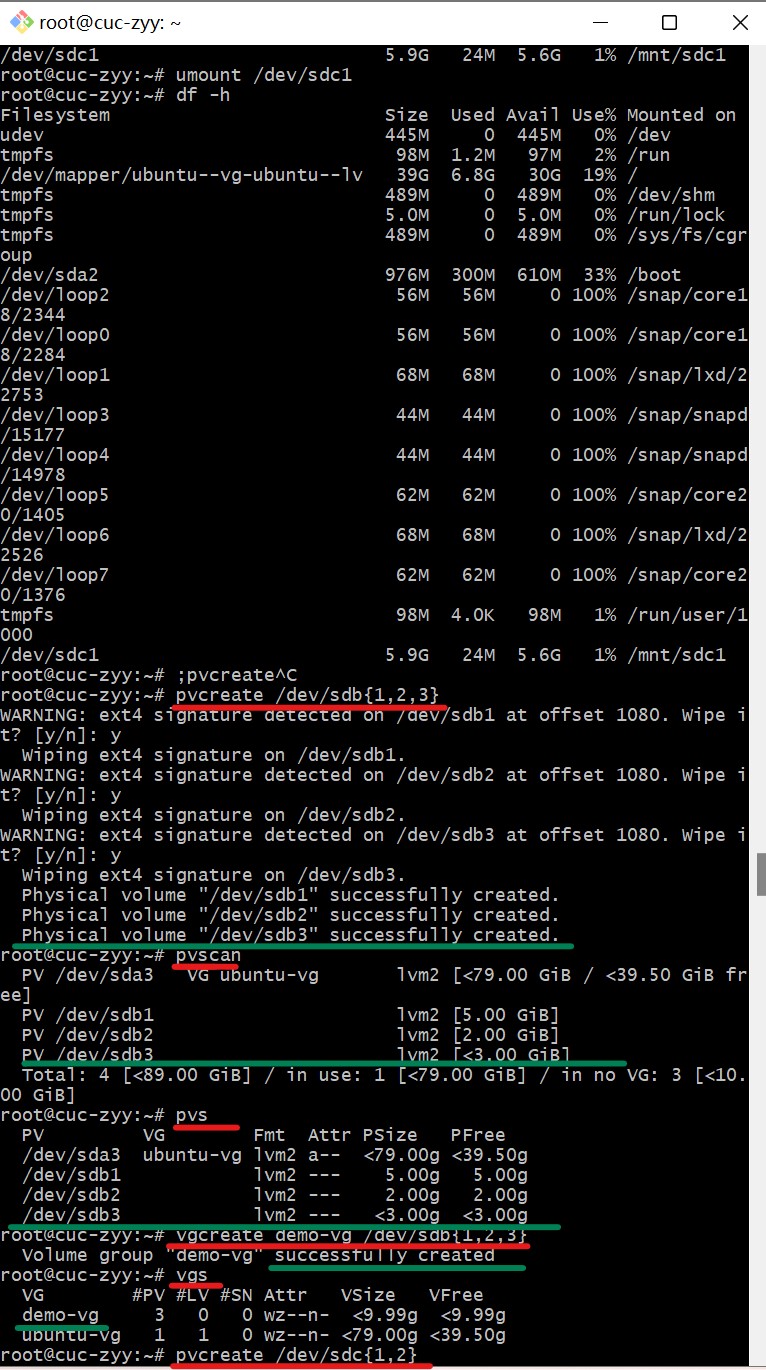 root@cuc-zyy: ~
/dev/sdc1                          5.9G   24M  5.6G   1% /mnt/sdc1
root@cuc-zyy:~# umount /dev/sdc1
root@cuc-zyy:~# df -h
Filesystem                         Size  Used Avail Use% Mounted on
udev                               445M     0  445M   0% /dev
tmpfs                               98M  1.2M   97M   2% /run
/dev/mapper/ubuntu--vg-ubuntu--lv   39G  6.8G   30G  19% /
tmpfs                              489M     0  489M   0% /dev/shm
tmpfs                              5.0M     0  5.0M   0% /run/lock
tmpfs                              489M     0  489M   0% /sys/fs/cgr
oup
/dev/sda2                          976M  300M  610M  33% /boot
/dev/loop2                          56M   56M     0 100% /snap/core1
8/2344
/dev/loop0                          56M   56M     0 100% /snap/core1
8/2284
/dev/loop1                          68M   68M     0 100% /snap/lxd/2
2753
/dev/loop3                          44M   44M     0 100% /snap/snapd
/15177
/dev/loop4                          44M   44M     0 100% /snap/snapd
/14978
/dev/loop5                          62M   62M     0 100% /snap/core2
0/1405
/dev/loop6                          68M   68M     0 100% /snap/lxd/2
2526
/dev/loop7                          62M   62M     0 100% /snap/core2
0/1376
tmpfs                               98M  4.0K   98M   1% /run/user/1
000
/dev/sdc1                          5.9G   24M  5.6G   1% /mnt/sdc1
root@cuc-zyy:~# ;pvcreate^C
root@cuc-zyy:~# pvcreate /dev/sdb{1,2,3}
WARNING: ext4 signature detected on /dev/sdb1 at offset 1080. Wipe i
t? [y/n]: y
  Wiping ext4 signature on /dev/sdb1.
WARNING: ext4 signature detected on /dev/sdb2 at offset 1080. Wipe i
t? [y/n]: y
  Wiping ext4 signature on /dev/sdb2.
WARNING: ext4 signature detected on /dev/sdb3 at offset 1080. Wipe i
t? [y/n]: y
  Wiping ext4 signature on /dev/sdb3.
  Physical volume "/dev/sdb1" successfully created.
  Physical volume "/dev/sdb2" successfully created.
  Physical volume "/dev/sdb3" successfully created.
root@cuc-zyy:~# pvscan
  PV /dev/sda3   VG ubuntu-vg       lvm2 [<79.00 GiB / <39.50 GiB fr
ee]
  PV /dev/sdb1                      lvm2 [5.00 GiB]
  PV /dev/sdb2                      lvm2 [2.00 GiB]
  PV /dev/sdb3                      lvm2 [<3.00 GiB]
  Total: 4 [<89.00 GiB] / in use: 1 [<79.00 GiB] / in no VG: 3 [<10.
00 GiB]
root@cuc-zyy:~# pvs
  PV         VG        Fmt  Attr PSize   PFree
  /dev/sda3  ubuntu-vg lvm2 a--  <79.00g <39.50g
  /dev/sdb1            lvm2 ---    5.00g   5.00g
  /dev/sdb2            lvm2 ---    2.00g   2.00g
  /dev/sdb3            lvm2 ---   <3.00g  <3.00g
root@cuc-zyy:~# vgcreate demo-vg /dev/sdb{1,2,3}
  Volume group "demo-vg" successfully created
root@cuc-zyy:~# vgs
  VG        #PV #LV #SN Attr   VSize   VFree
  demo-vg     3   0   0 wz--n-  <9.99g  <9.99g
  ubuntu-vg   1   1   0 wz--n- <79.00g <39.50g
root@cuc-zyy:~# pvcreate /dev/sdc{1,2}